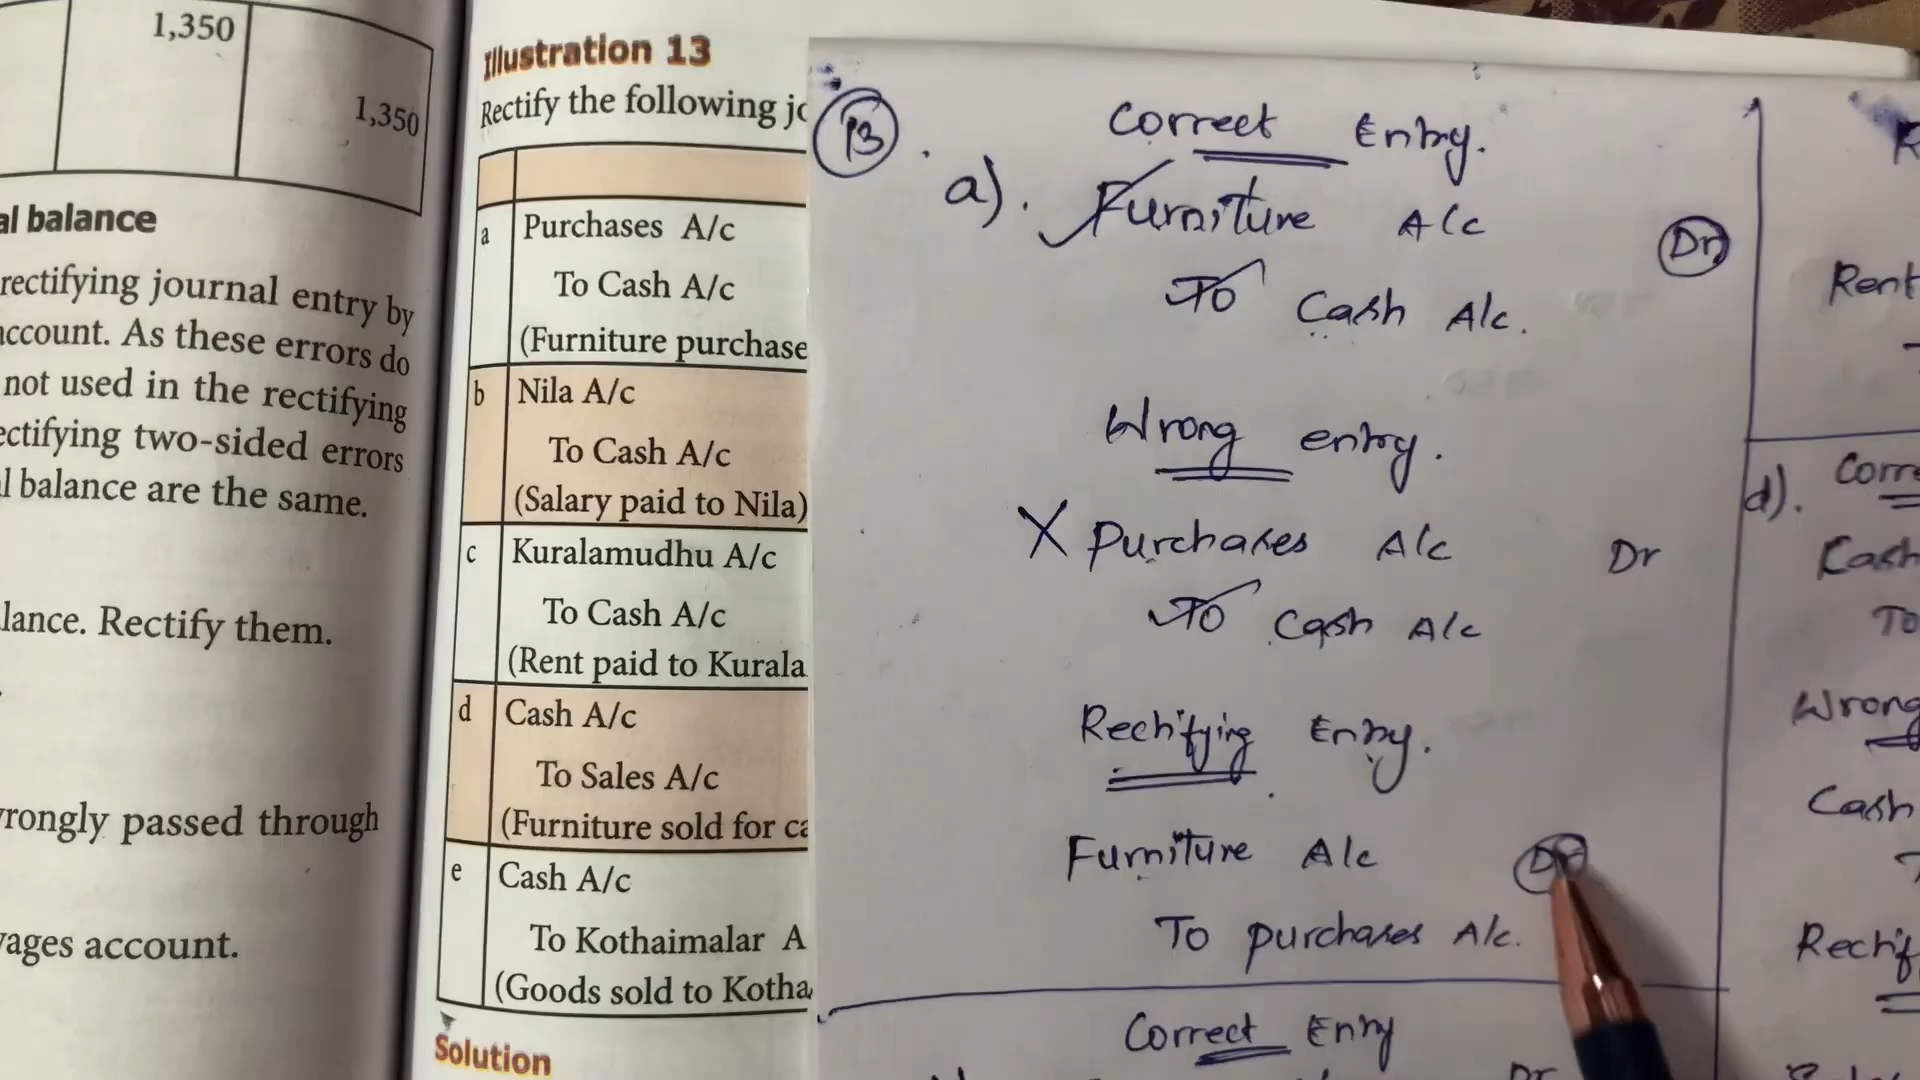 1,350
1,350
al balance
rectifying journal entry by
account. As these errors do
not used in the rectifying
ectifying two-sided errors
l balance are the same.
lance. Rectify them.
wrongly passed through
wages account.
Illustration 13
Rectify the following jo
a Purchases A/c
To Cash A/c
(Furniture purchase
b Nila A/c
To Cash A/c
(Salary paid to Nila)
c Kuralamudhu A/c
To Cash A/c
(Rent paid to Kurala
d Cash A/c
To Sales A/c
(Furniture sold for ca
e Cash A/c
To Kothaimalar A
(Goods sold to Kotha
Solution
13.
Correct Entry.
a). Furniture A/c Dr
To Cash A/c.
Wrong entry.
X Purchases A/c Dr
To Cash A/c
Rectifying Entry.
Furniture A/c Dr
To purchases A/c.
Correct Entry
Dr
R
Rent
d). Corre
Cash
To
Wrong
Cash
Rectif